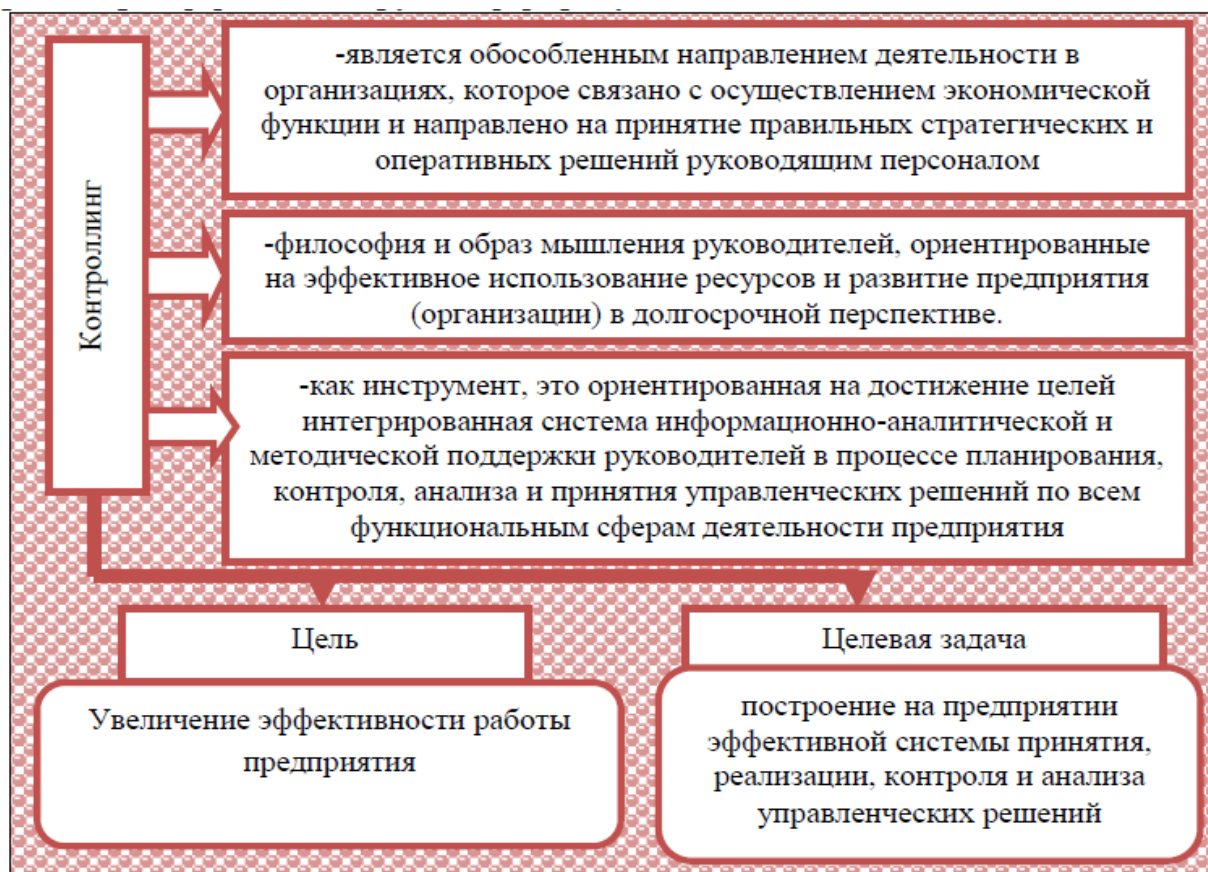 Контроллинг
-является обособленным направлением деятельности в
организациях, которое связано с осуществлением экономической
функции и направлено на принятие правильных стратегических и
оперативных решений руководящим персоналом
-философия и образ мышления руководителей, ориентированные
на эффективное использование ресурсов и развитие предприятия
(организации) в долгосрочной перспективе.
-как инструмент, это ориентированная на достижение целей
интегрированная система информационно-аналитической и
методической поддержки руководителей в процессе планирования,
контроля, анализа и принятия управленческих решений по всем
функциональным сферам деятельности предприятия
Цель
Увеличение эффективности работы
предприятия
Целевая задача
построение на предприятии
эффективной системы принятия,
реализации, контроля и анализа
управленческих решений